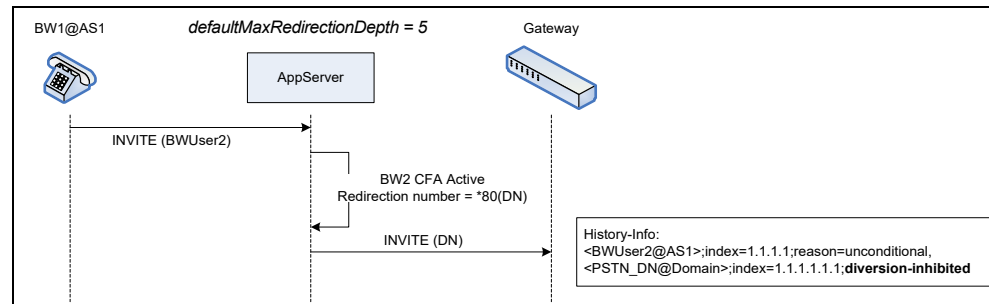 BW1@AS1
defaultMaxRedirectionDepth = 5
Gateway
AppServer
INVITE (BWUser2)
BW2 CFA Active
Redirection number = *80(DN)
INVITE (DN)
History-Info:
<BWUser2@AS1>;index=1.1.1.1;reason=unconditional,
<PSTN_DN@Domain>;index=1.1.1.1.1.1;diversion-inhibited